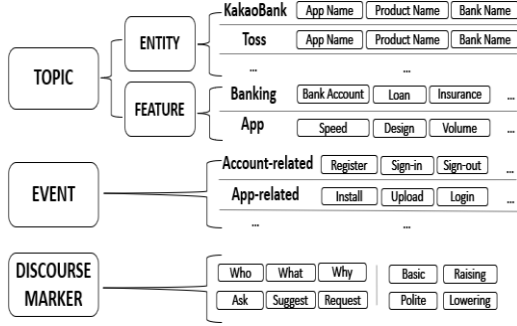 KakaoBank App Name Product Name Bank Name
ENTITY
Toss App Name Product Name Bank Name
... ...
TOPIC
Banking Bank Account Loan Insurance ...
FEATURE
App Speed Design Volume ...
Account-related Register Sign-in Sign-out ...
EVENT
App-related Install Upload Login ...
... ...
DISCOURSE
MARKER
Who What Why Basic Raising
Ask Suggest Request Polite Lowering